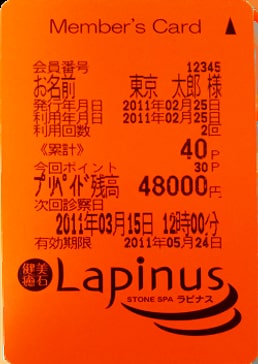 Member's Card
会員番号 12345
お名前 東京 太郎 様
発行年月日 2011年02月25日
利用年月日 2011年02月25日
利用回数 2回
《累計》 40P
今回ポイント 30P
プリペイド残高 48000円
次回診察日
2011年03月15日 12時00分
有効期限 2011年05月24日
健美癒石
Lapinus
STONE SPA ラピナス